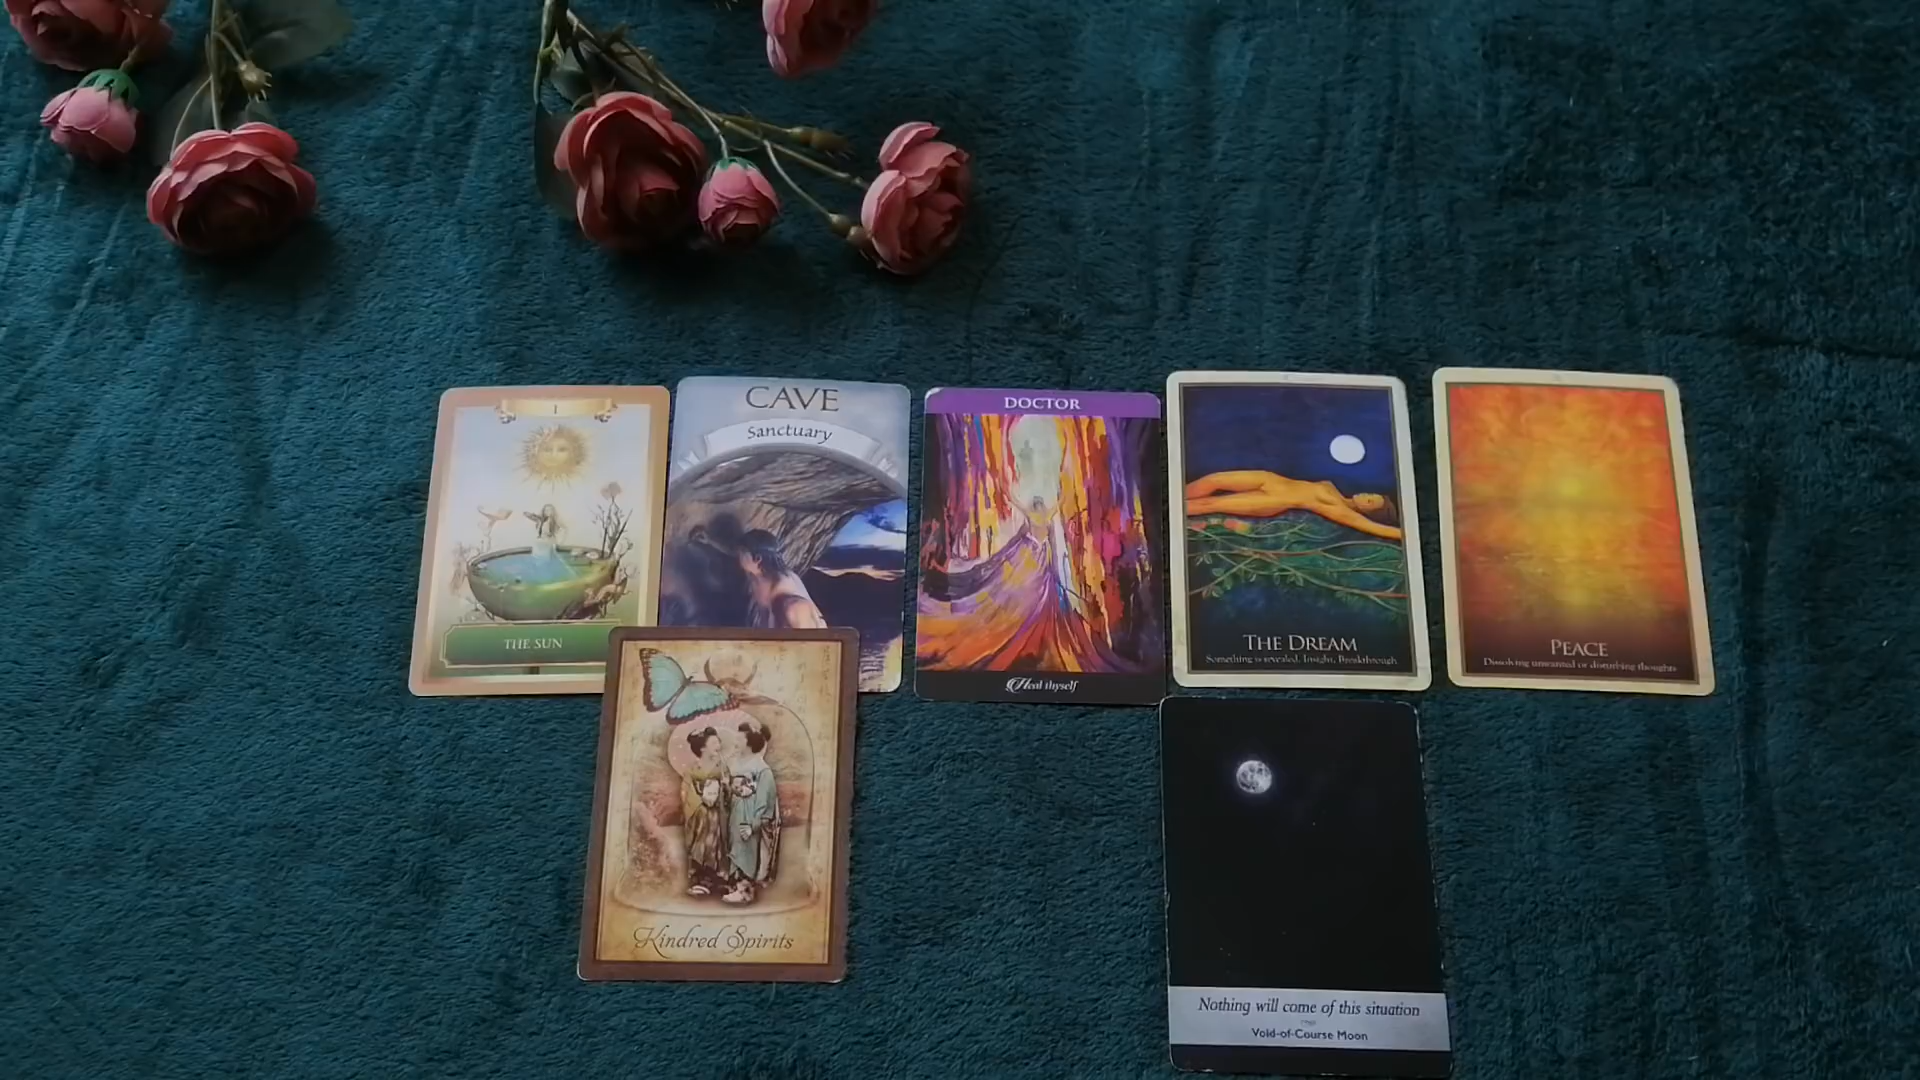 I
THE SUN
CAVE
Sanctuary
DOCTOR
Heal thyself
THE DREAM
Something is revealed, Insight, Breakthrough
PEACE
Dissolving unwanted or disturbing thoughts
Kindred Spirits
Nothing will come of this situation
Void-of-Course Moon